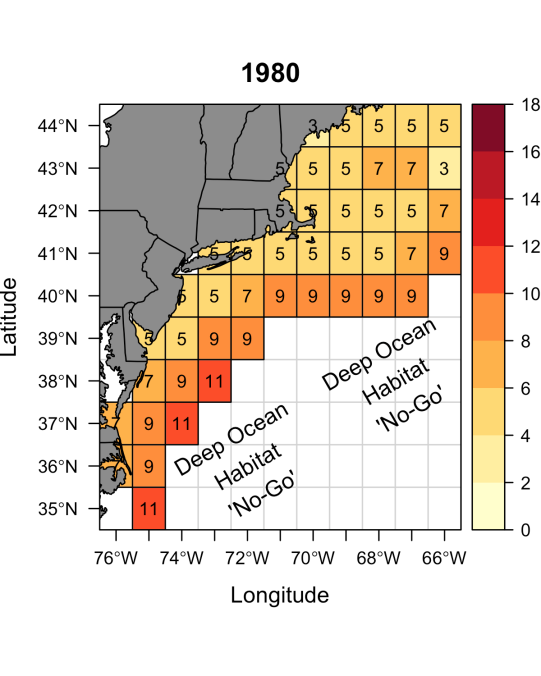 1980
44°N 3 5 5 5 5
43°N 5 5 5 7 7 3
42°N 5 5 5 5 5 7
41°N 5 5 5 5 5 5 7 9
40°N 5 5 7 9 9 9 9 9
39°N 5 5 9 9
38°N 7 9 11
37°N 7 9 11
36°N 9
35°N 11
Deep Ocean
Habitat
'No-Go'
Deep Ocean
Habitat
'No-Go'
76°W 74°W 72°W 70°W 68°W 66°W
Longitude
Latitude
18
16
14
12
10
8
6
4
2
0